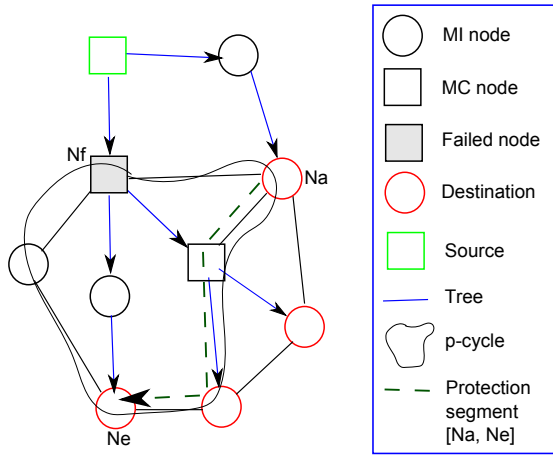 MI node
MC node
Nf
Failed node
Na
Destination
Source
Tree
p-cycle
Protection
segment
[Na, Ne]
Ne